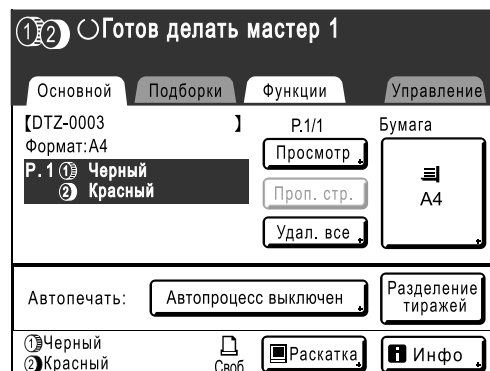 ①② Готов делать мастер 1
Основной Подборки Функции Управление
【DTZ-0003 】 P.1/1 Бумага
Формат:A4 Просмотр
P.1 ① Черный
② Красный Проп. стр. A4
Удал. все
Автопечать: Автопроцесс выключен Разделение
тиражей
①Черный
②Красный Своб Раскатка Инфо